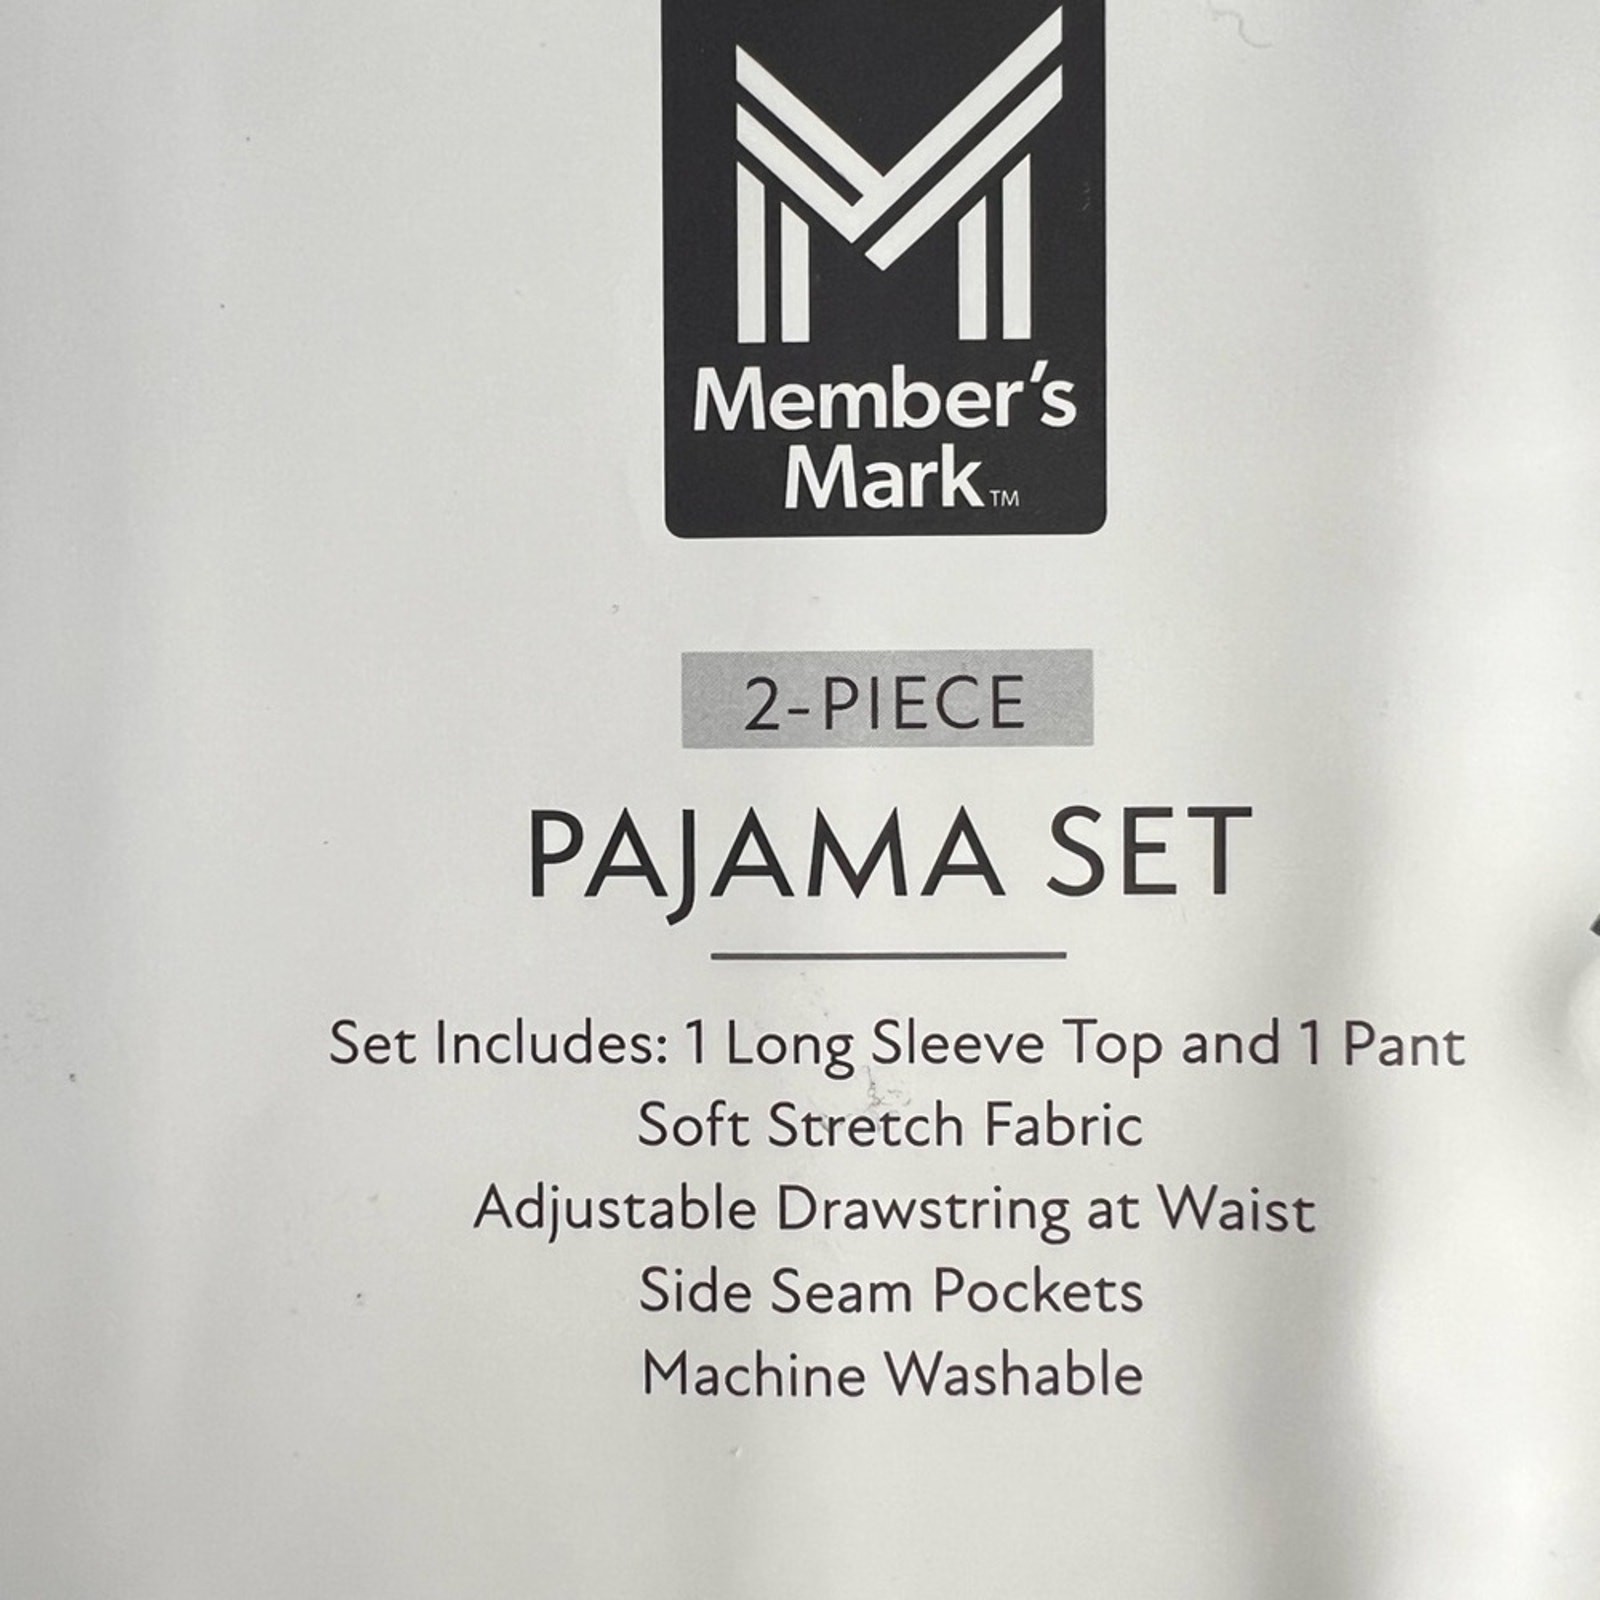 Member's
Mark™
2-PIECE
PAJAMA SET
Set Includes: 1 Long Sleeve Top and 1 Pant
Soft Stretch Fabric
Adjustable Drawstring at Waist
Side Seam Pockets
Machine Washable